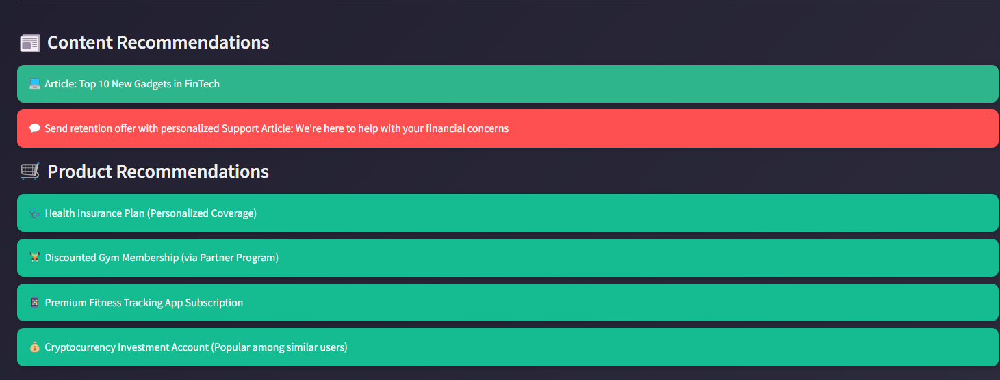 Content Recommendations
Article: Top 10 New Gadgets in FinTech
Send retention offer with personalized Support Article: We're here to help with your financial concerns
Product Recommendations
Health Insurance Plan (Personalized Coverage)
Discounted Gym Membership (via Partner Program)
Premium Fitness Tracking App Subscription
Cryptocurrency Investment Account (Popular among similar users)